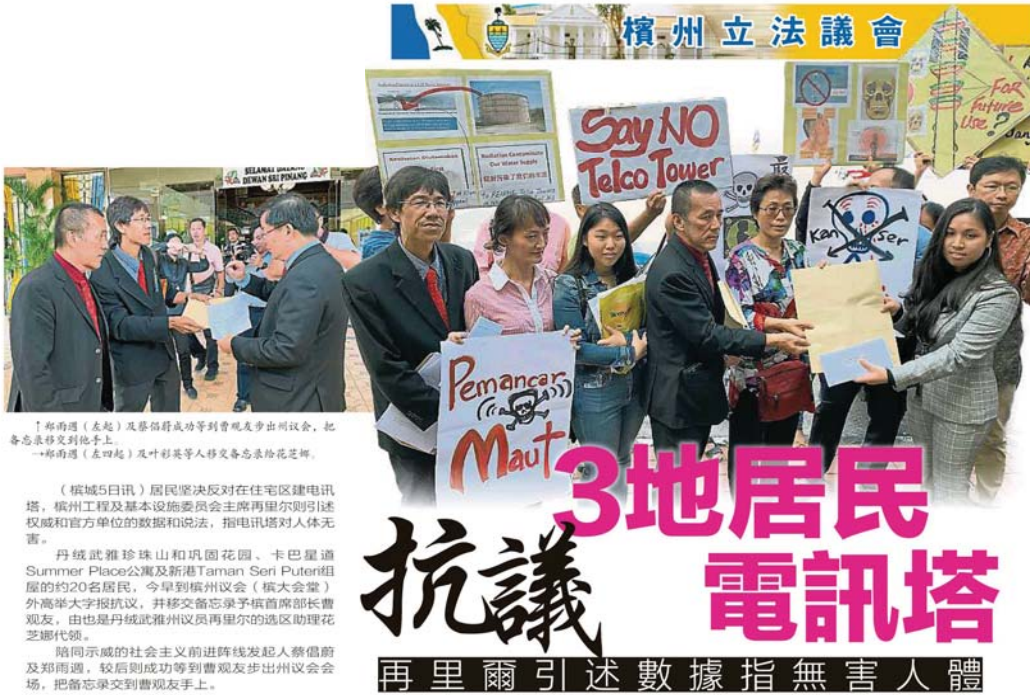 檳州立法議會
SELAMAT DATANG
DEWAN SRI PINANG
Say NO
Telco Tower
Radiation Contaminate
Our Water Supply
FOR
Future
Use?
Kan ser
Pemancar
Maut
↑郑雨週（左起）及蔡倡蔚成功等到曹观友步出州议会，把
备忘录移交到他手上。
→郑雨週（左四起）及叶彩英等人移交备忘录给花芝娜。
3地居民
抗議
電訊塔
再里爾引述數據指無害人體
（槟城5日讯）居民坚决反对在住宅区建电讯
塔，槟州工程及基本设施委员会主席再里尔则引述
权威和官方单位的数据和说法，指电讯塔对人体无
害。
丹绒武雅珍珠山和巩固花园、卡巴星道
Summer Place公寓及新港Taman Seri Puteri组
屋的约20名居民，今早到槟州议会（槟大会堂）
外高举大字报抗议，并移交备忘录予槟首席部长曹
观友，由也是丹绒武雅州议员再里尔的选区助理花
芝娜代领。
陪同示威的社会主义前进阵线发起人蔡倡蔚
及郑雨週，较后则成功等到曹观友步出州议会会
场，把备忘录交到曹观友手上。